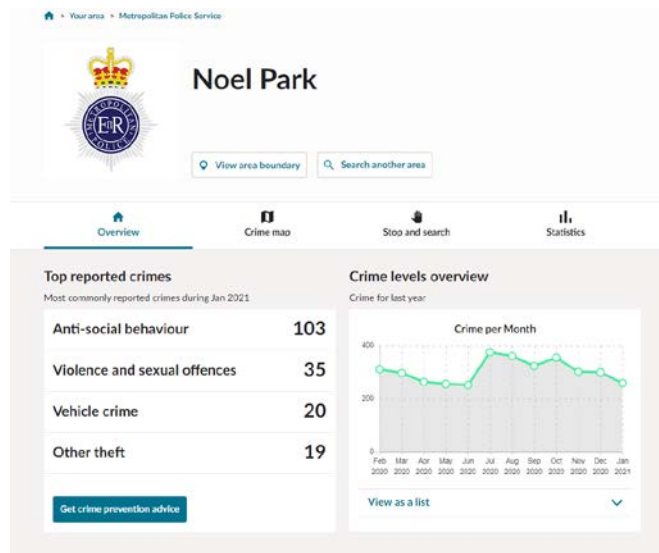 Your area > Metropolitan Police Service
METROPOLITAN
EIIR
POLICE
Noel Park
View area boundary
Search another area
Overview
Crime map
Stop and search
Statistics
Top reported crimes
Most commonly reported crimes during Jan 2021
Anti-social behaviour 103
Violence and sexual offences 35
Vehicle crime 20
Other theft 19
Get crime prevention advice
Crime levels overview
Crime for last year
Crime per Month
400
200
0
Feb Mar Apr May Jun Jul Aug Sep Oct Nov Dec Jan
2020 2020 2020 2020 2020 2020 2020 2020 2020 2020 2020 2021
View as a list